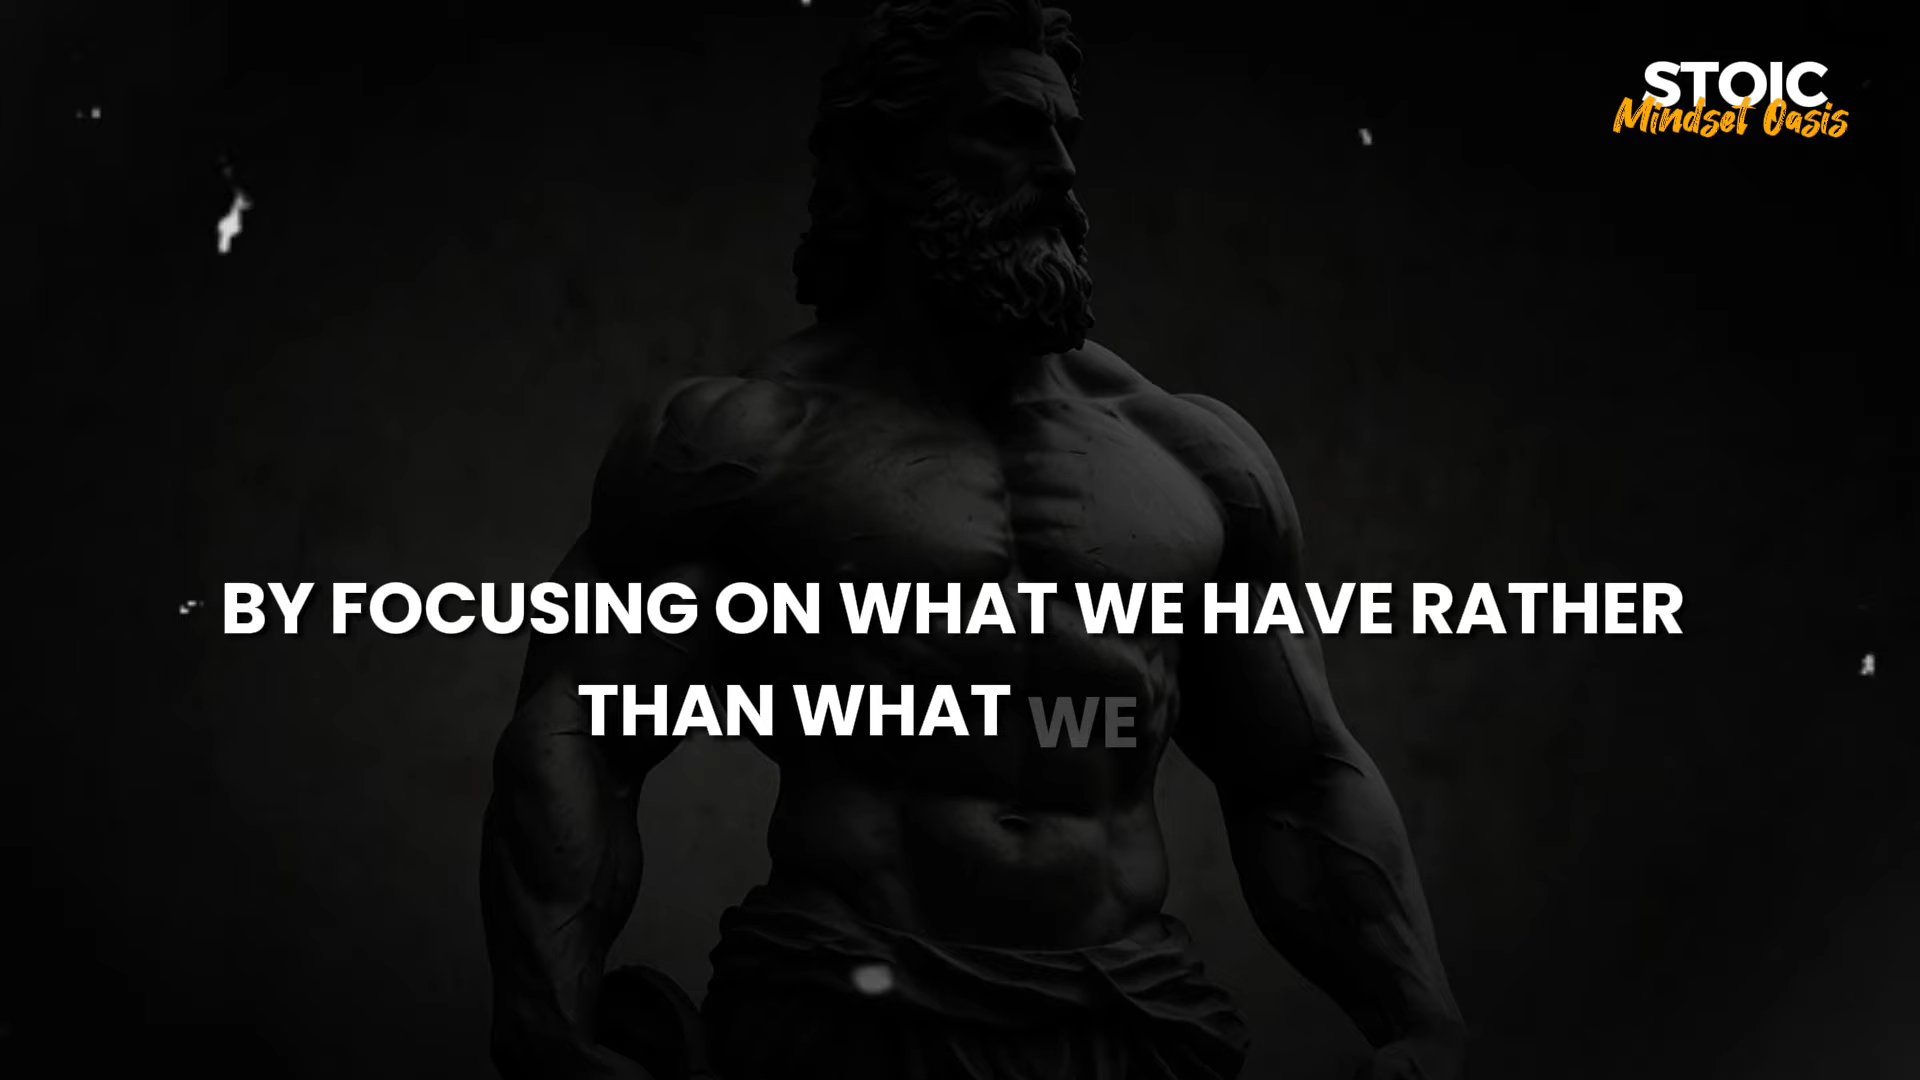 STOIC
Mindset Oasis
BY FOCUSING ON WHAT WE HAVE RATHER
THAN WHAT WE